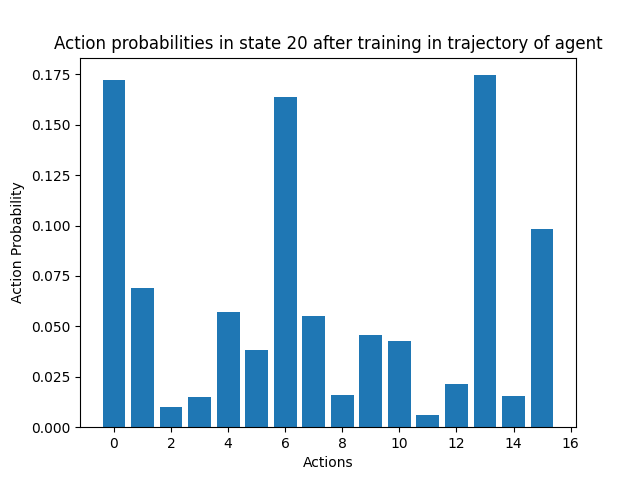 Action probabilities in state 20 after training in trajectory of agent
0.175
0.150
0.125
0.100
0.075
0.050
0.025
0.000
Action Probability
0 2 4 6 8 10 12 14 16
Actions